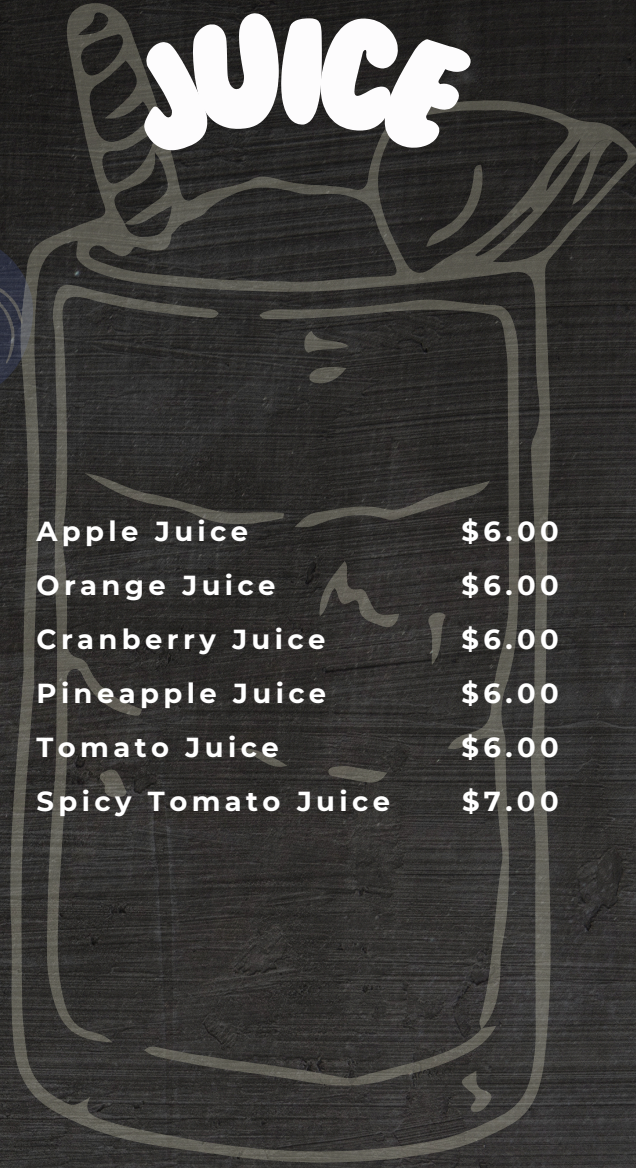 JUICE
Apple Juice $6.00
Orange Juice $6.00
Cranberry Juice $6.00
Pineapple Juice $6.00
Tomato Juice $6.00
Spicy Tomato Juice $7.00